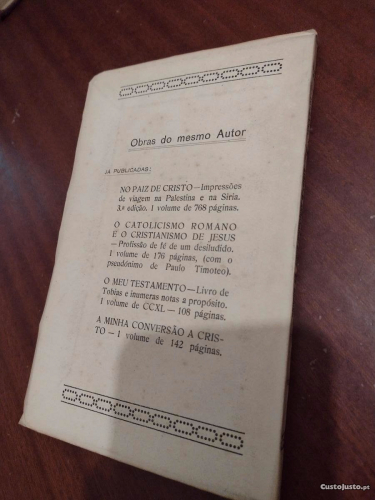 Obras do mesmo Autor
JÁ PUBLICADAS:
NO PAIZ DE CRISTO—Impressões
de viagem na Palestina e na Síria.
3.ª edição. 1 volume de 768 páginas.
O CATOLICISMO ROMANO
E O CRISTIANISMO DE JESUS
—Profissão de fé de um desiludido.
1 volume de 176 páginas, (com o
pseudónimo de Paulo Timoteo).
O MEU TESTAMENTO—Livro de
Tobias e inumeras notas a proposito.
1 volume de CCXL — 108 páginas.
A MINHA CONVERSÃO A CRIS-
TO — 1 volume de 142 páginas.
CustoJusto.pt